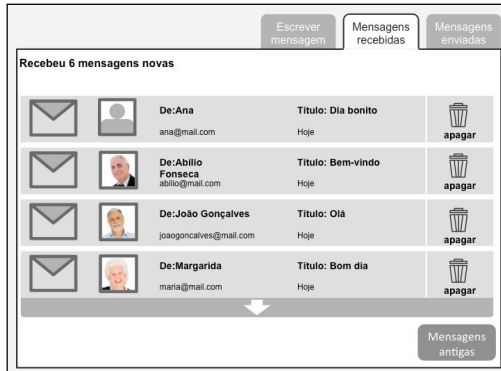 Escrever
mensagem
Mensagens
recebidas
Mensagens
enviadas
Recebeu 6 mensagens novas
De:Ana
Título: Dia bonito
ana@mail.com
Hoje
apagar
De:Abílio
Fonseca
Título: Bem-vindo
abilio@mail.com
Hoje
apagar
De:João Gonçalves
Título: Olá
joaogoncalves@mail.com
Hoje
apagar
De:Margarida
Título: Bom dia
maria@mail.com
Hoje
apagar
Mensagens
antigas